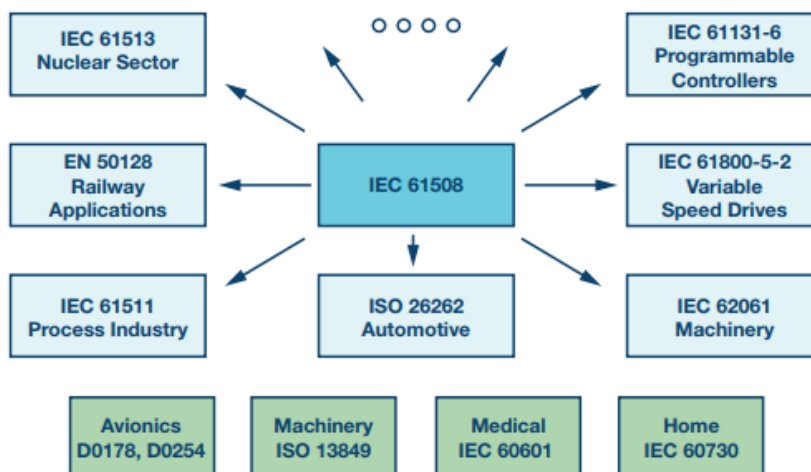 IEC 61513
Nuclear Sector
IEC 61131-6
Programmable
Controllers
EN 50128
Railway
Applications
IEC 61508
IEC 61800-5-2
Variable
Speed Drives
IEC 61511
Process Industry
ISO 26262
Automotive
IEC 62061
Machinery
Avionics
D0178, D0254
Machinery
ISO 13849
Medical
IEC 60601
Home
IEC 60730